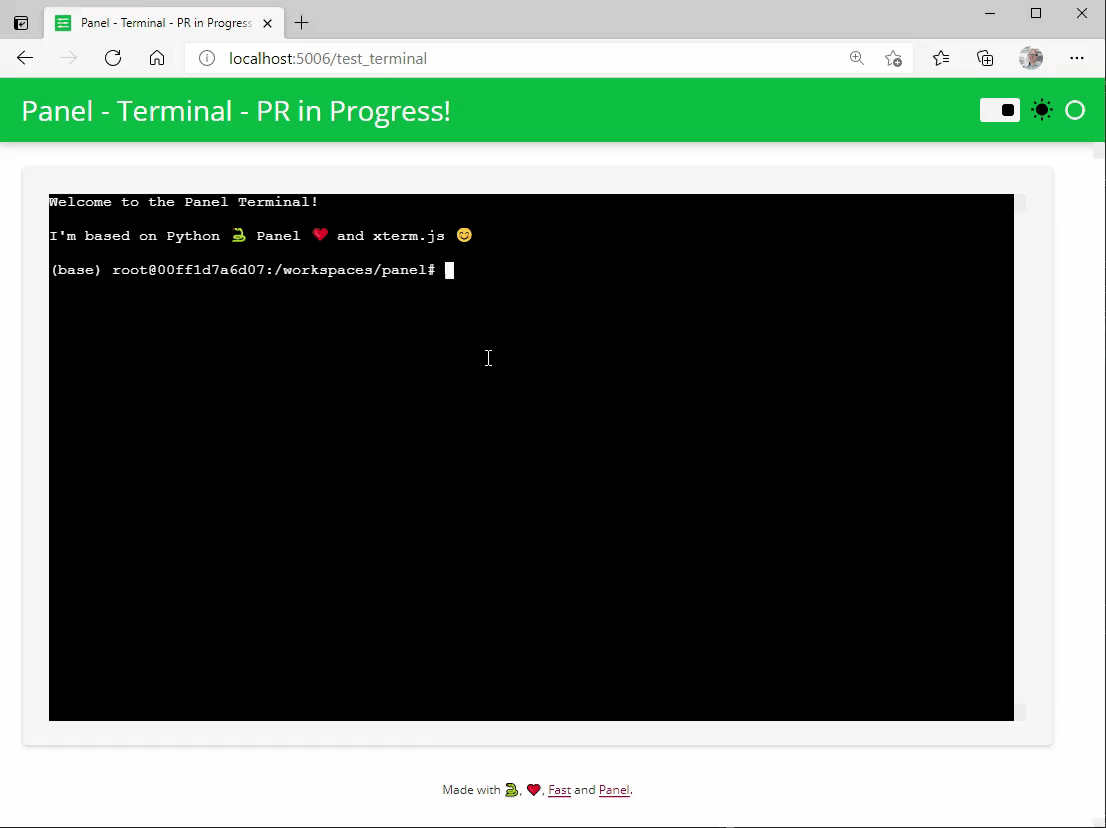 Panel - Terminal - PR in Progress
localhost:5006/test_terminal
Panel - Terminal - PR in Progress!
Welcome to the Panel Terminal!
I'm based on Python 🐍 Panel ❤️ and xterm.js 😊
(base) root@00ff1d7a6d07:/workspaces/panel#
Made with 🐍, ❤️, Fast and Panel.